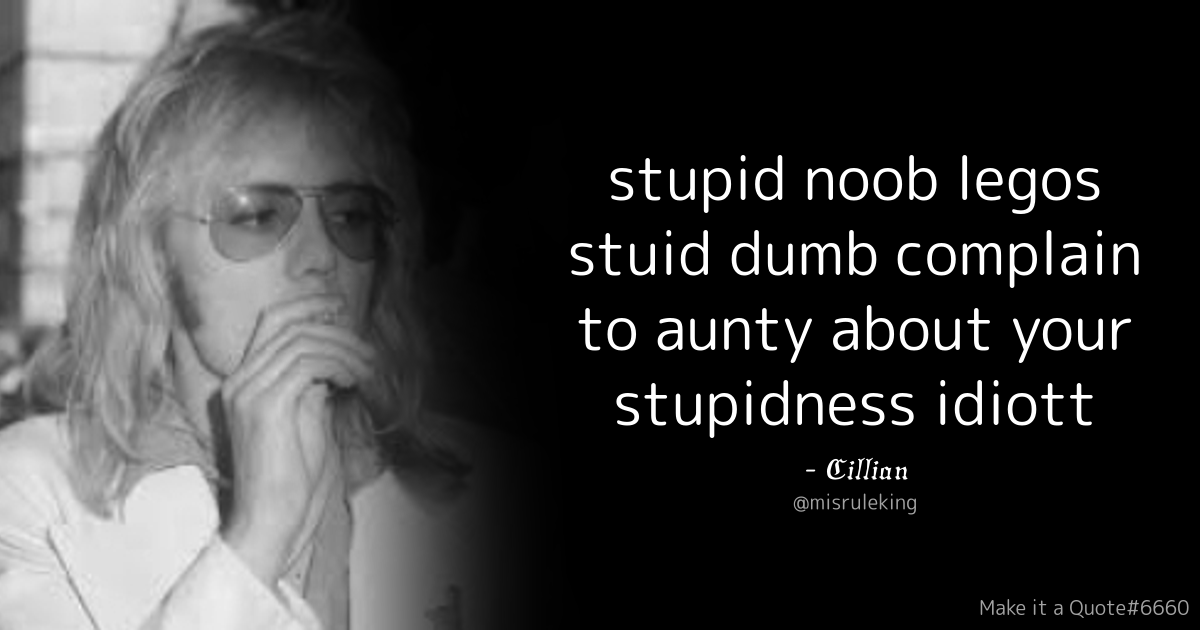 stupid noob legos
stuid dumb complain
to aunty about your
stupidness idiott
- Cillian
@misruleking
Make it a Quote#6660